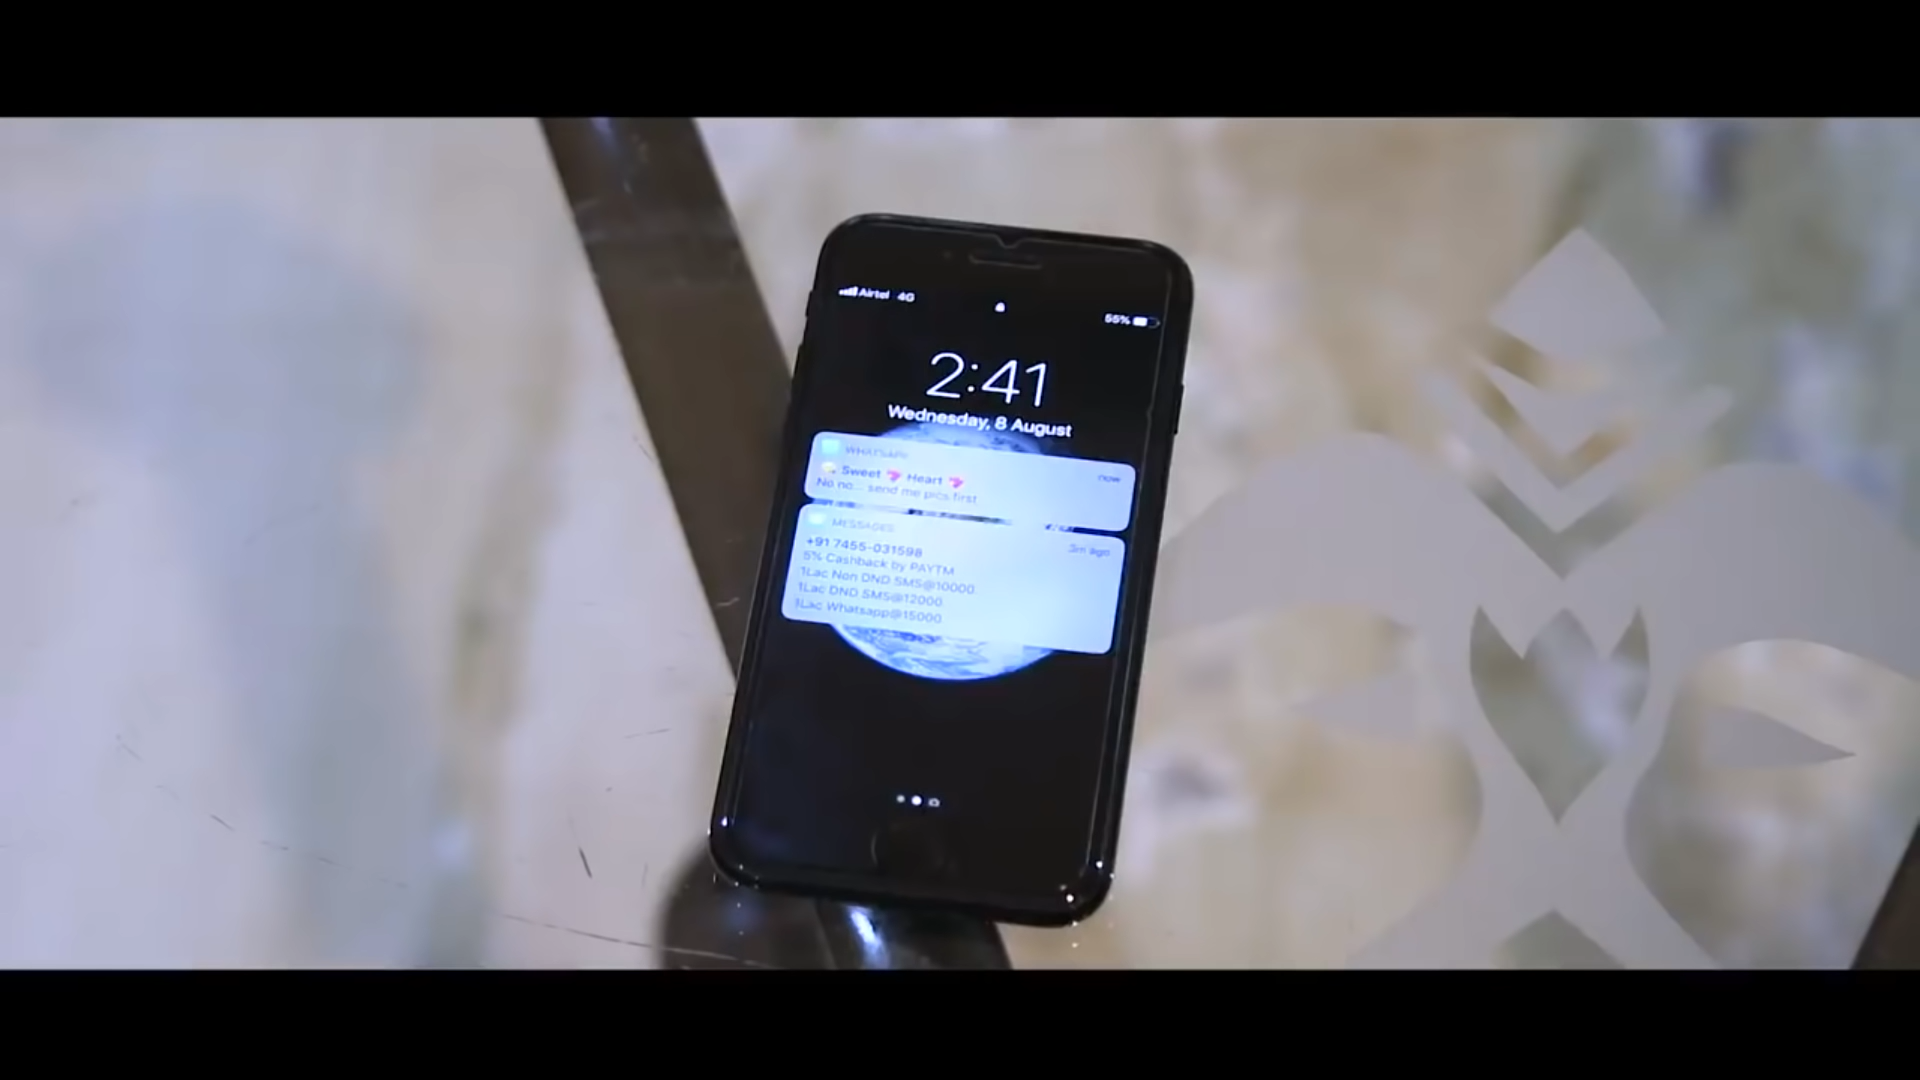 Airtel 4G
55%
2:41
Wednesday, 8 August
WHATSAPP
now
Sweet 💘 Heart 💘
No no... send me pics first
MESSAGES
3m ago
+91 7455-031598
5% Cashback by PAYTM
1Lac Non DND SMS@10000
1Lac DND SMS@12000
1Lac Whatsapp@15000